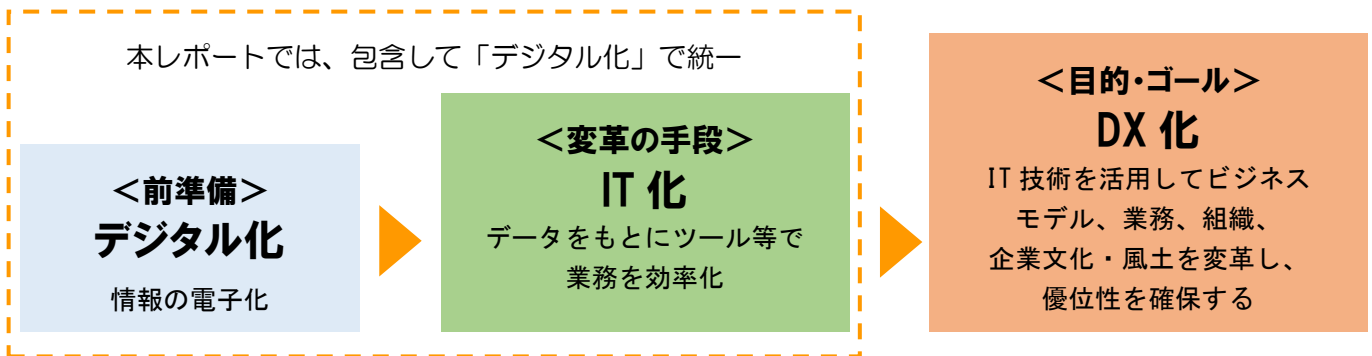 本レポートでは、包含して「デジタル化」で統一
＜前準備＞
デジタル化
情報の電子化
＜変革の手段＞
IT 化
データをもとにツール等で
業務を効率化
＜目的・ゴール＞
DX 化
IT 技術を活用してビジネス
モデル、業務、組織、
企業文化・風土を変革し、
優位性を確保する